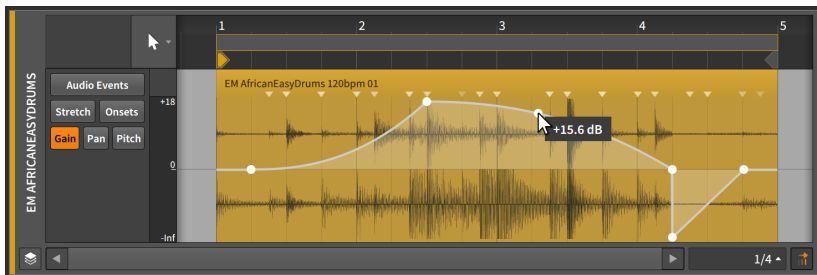 1 2 3 4 5
EM AFRICANEASYDRUMS
Audio Events
Stretch Onsets
Gain Pan Pitch
+18
0
-Inf
EM AfricanEasyDrums 120bpm 01
+15.6 dB
1/4